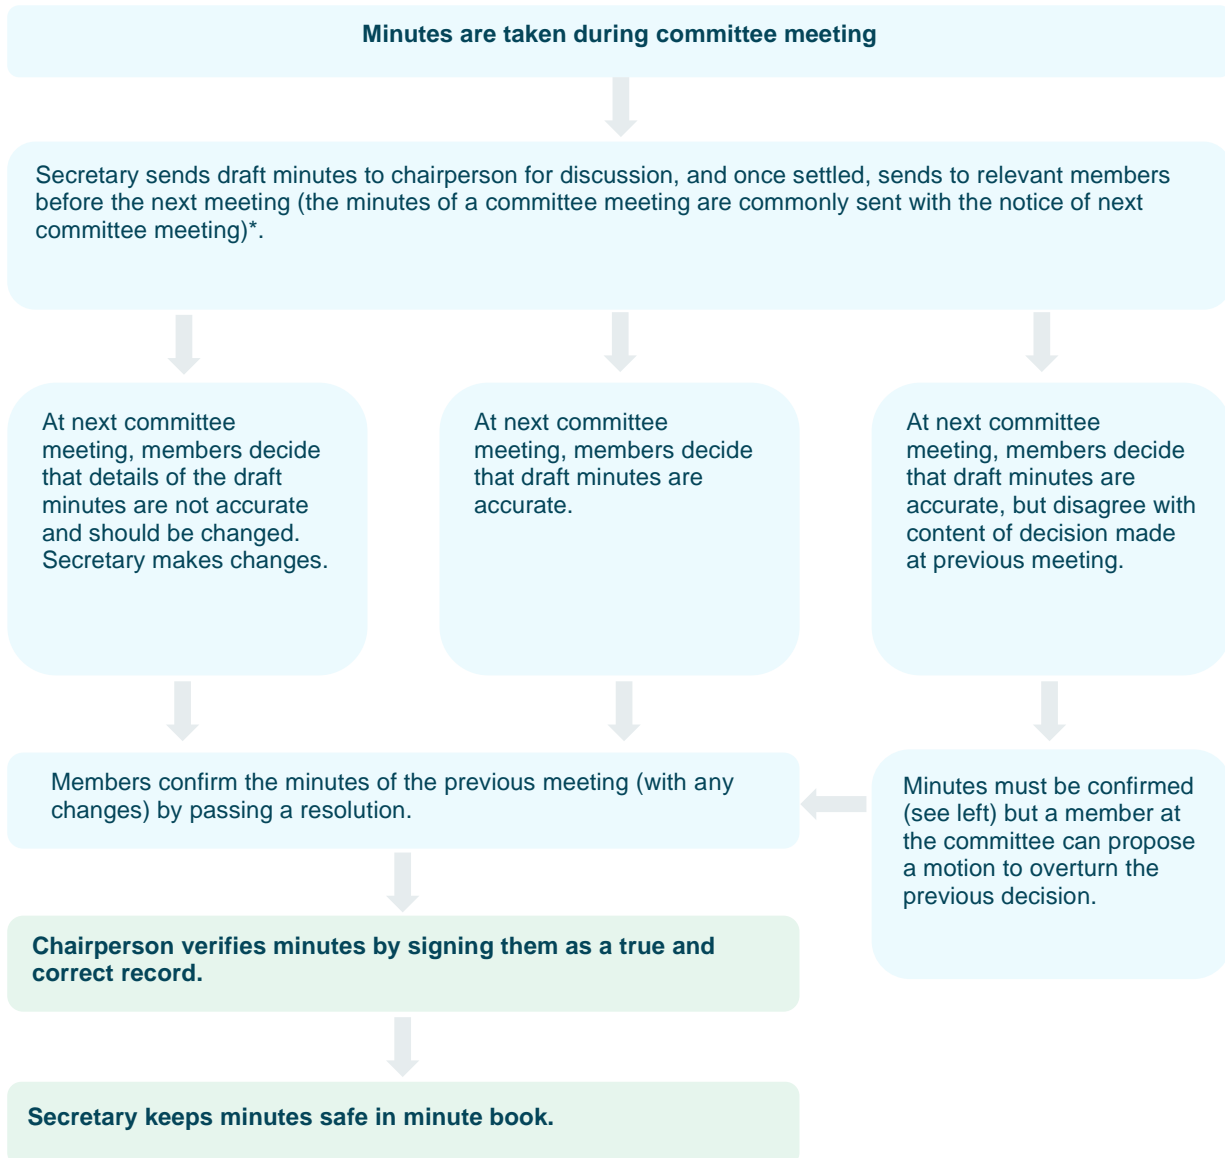 Minutes are taken during committee meeting
Secretary sends draft minutes to chairperson for discussion, and once settled, sends to relevant members
before the next meeting (the minutes of a committee meeting are commonly sent with the notice of next
committee meeting)*.
At next committee
meeting, members decide
that details of the draft
minutes are not accurate
and should be changed.
Secretary makes changes.
At next committee
meeting, members decide
that draft minutes are
accurate.
At next committee
meeting, members decide
that draft minutes are
accurate, but disagree with
content of decision made
at previous meeting.
Members confirm the minutes of the previous meeting (with any
changes) by passing a resolution.
Minutes must be confirmed
(see left) but a member at
the committee can propose
a motion to overturn the
previous decision.
Chairperson verifies minutes by signing them as a true and
correct record.
Secretary keeps minutes safe in minute book.